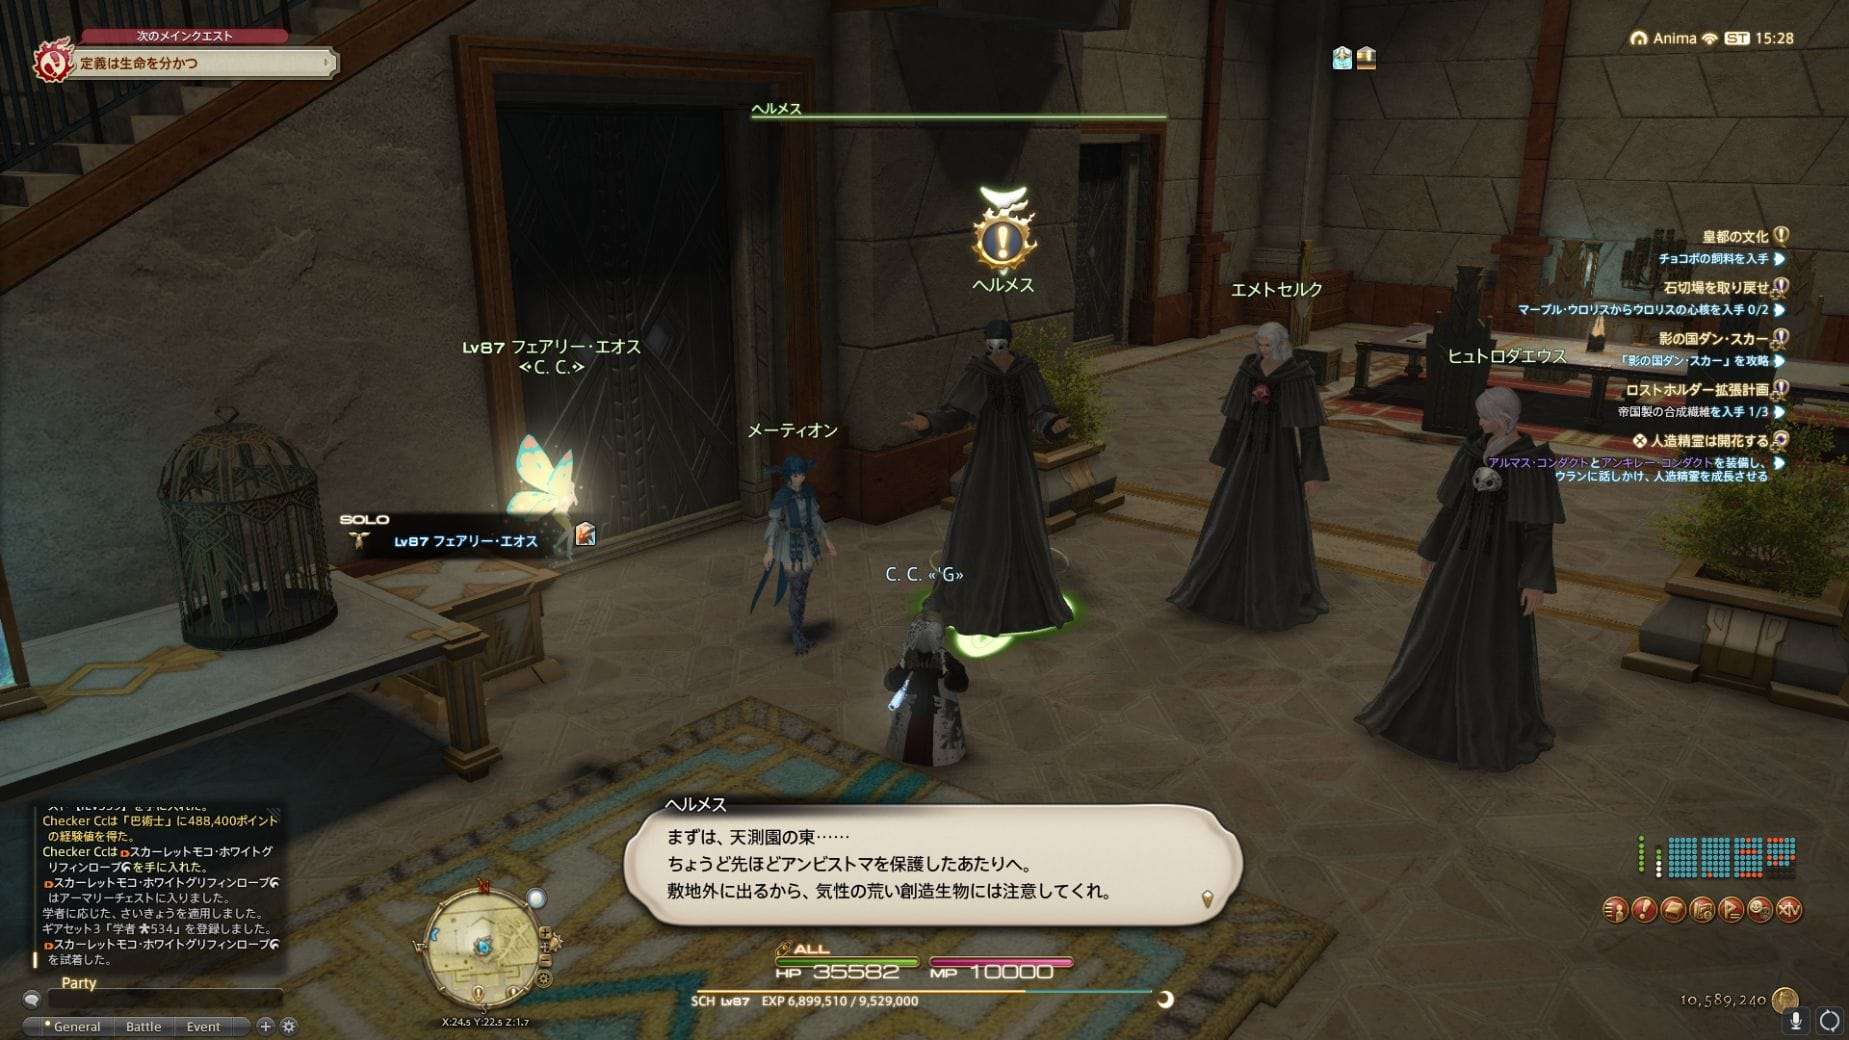 次のメインクエスト
定義は生命を分かつ
Anima ST 15:28
ヘルメス
ヘルメス
エメトセルク
ヒュトロダエウス
Lv87 フェアリー・エオス
<C. C.>
メーティオン
SOLO
Lv87 フェアリー・エオス
C. C. «'G»
皇都の文化
チョコボの飼料を入手
石切場を取り戻せ
マーブル・ウロリスからウロリスの心核を入手 0/2
影の国ダン・スカー
「影の国ダン・スカー」を攻略
ロストホルダー拡張計画
帝国製の合成繊維を入手 1/3
人造精霊は開花する
アルマス・コンダクトとアンキレー・コンダクトを装備し、
ウランに話しかけ、人造精霊を成長させる
ヘルメス
まずは、天測園の東……
ちょうど先ほどアンビストマを保護したあたりへ。
敷地外に出るから、気性の荒い創造生物には注意してくれ。
Checker Ccは「巴術士」に488,400ポイント
の経験値を得た。
Checker Ccはスカーレットモコ・ホワイトグ
リフィンローブを手に入れた。
スカーレットモコ・ホワイトグリフィンローブ
はアーマリーチェストに入りました。
学者に応じた、さいきょうを適用しました。
ギアセット3「学者 534」を登録しました。
スカーレットモコ・ホワイトグリフィンローブ
を試着した。
Party
General Battle Event
X:24.5 Y:22.5 Z:1.7
ALL
HP 35582 MP 10000
SCH Lv87 EXP 6,899,510 / 9,529,000
10,589,240